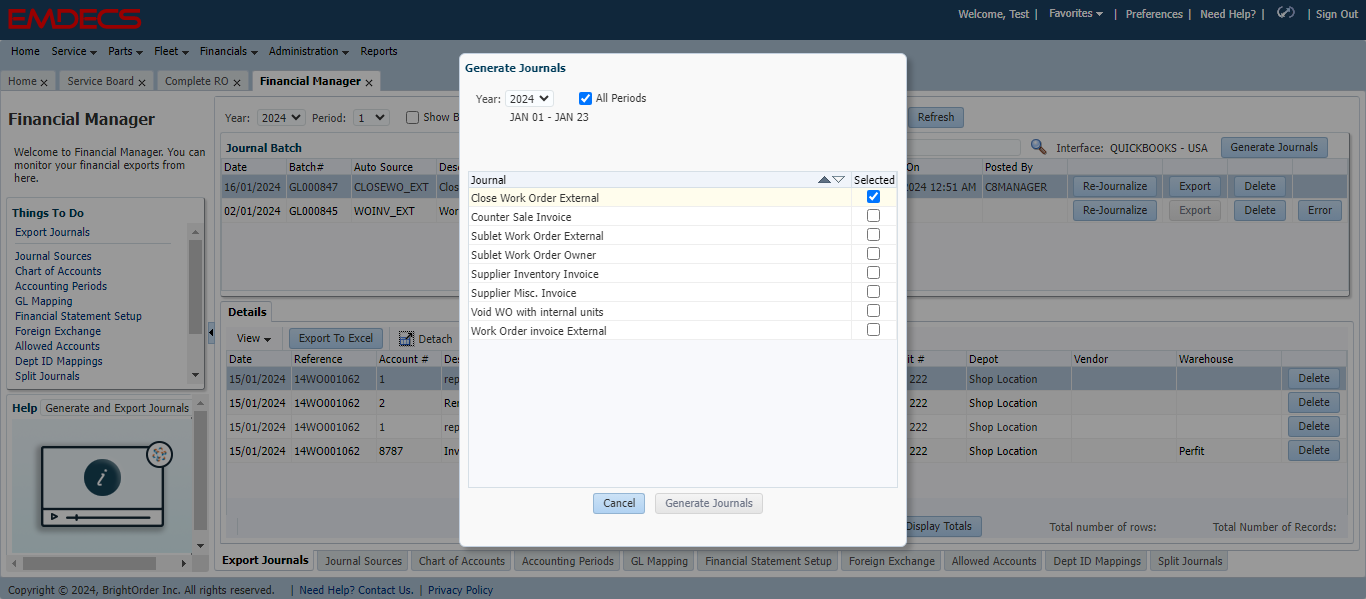 EMDECS
Welcome, Test | Favorites | Preferences | Need Help? | | Sign Out
Home Service Parts Fleet Financials Administration Reports
Home x Service Board x Complete RO x Financial Manager x
Financial Manager
Welcome to Financial Manager. You can
monitor your financial exports from
here.
Things To Do
Export Journals
Journal Sources
Chart of Accounts
Accounting Periods
GL Mapping
Financial Statement Setup
Foreign Exchange
Allowed Accounts
Dept ID Mappings
Split Journals
Help Generate and Export Journals
i
Year: 2024 Period: 1 Show B Refresh
Journal Batch Interface: QUICKBOOKS - USA Generate Journals
Date Batch# Auto Source Desc On Posted By
16/01/2024 GL000847 CLOSEWO_EXT Clos 2024 12:51 AM C8MANAGER Re-Journalize Export Delete
02/01/2024 GL000845 WOINV_EXT Wor Re-Journalize Export Delete Error
Generate Journals
Year: 2024 All Periods
JAN 01 - JAN 23
Journal Selected
Close Work Order External
Counter Sale Invoice
Sublet Work Order External
Sublet Work Order Owner
Supplier Inventory Invoice
Supplier Misc. Invoice
Void WO with internal units
Work Order invoice External
Cancel Generate Journals
Details
View Export To Excel Detach
Date Reference Account # Des it # Depot Vendor Warehouse
15/01/2024 14WO001062 1 rep 222 Shop Location Delete
15/01/2024 14WO001062 2 Rer 222 Shop Location Delete
15/01/2024 14WO001062 1 rep 222 Shop Location Delete
15/01/2024 14WO001062 8787 Inv 222 Shop Location Perfit Delete
Display Totals Total number of rows: Total Number of Records:
Export Journals Journal Sources Chart of Accounts Accounting Periods GL Mapping Financial Statement Setup Foreign Exchange Allowed Accounts Dept ID Mappings Split Journals
Copyright © 2024, BrightOrder Inc. All rights reserved. | Need Help? Contact Us. | Privacy Policy